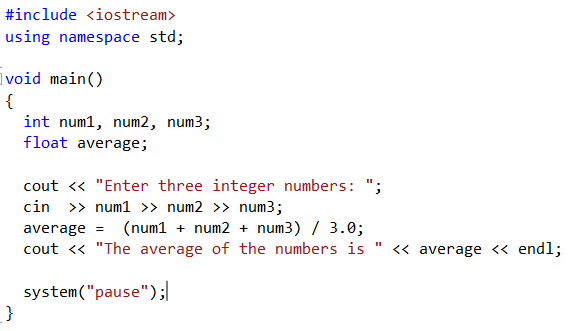 #include <iostream>
using namespace std;
void main()
{
int num1, num2, num3;
float average;
cout << "Enter three integer numbers: ";
cin  >> num1 >> num2 >> num3;
average =  (num1 + num2 + num3) / 3.0;
cout << "The average of the numbers is " << average << endl;
system("pause");
}